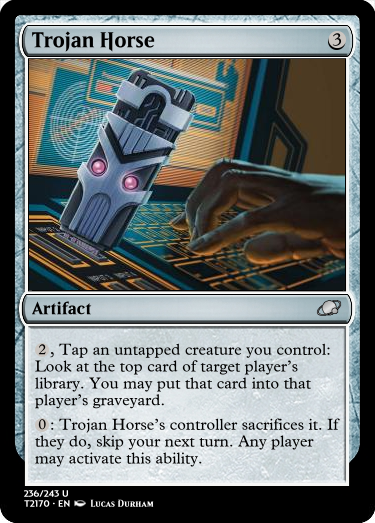 Trojan Horse 3
Artifact
2, Tap an untapped creature you control:
Look at the top card of target player's
library. You may put that card into that
player's graveyard.
0: Trojan Horse's controller sacrifices it. If
they do, skip your next turn. Any player
may activate this ability.
236/243 U
T2170 · EN Lucas Durham